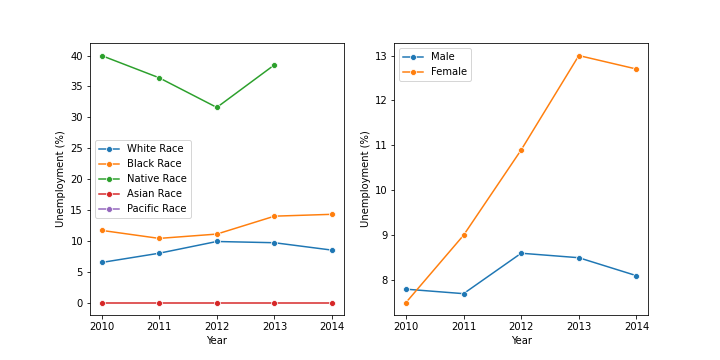 40
35
30
25
20
15
10
5
0
Unemployment (%)
White Race
Black Race
Native Race
Asian Race
Pacific Race
2010 2011 2012 2013 2014
Year
13
12
11
10
9
8
Unemployment (%)
Male
Female
2010 2011 2012 2013 2014
Year